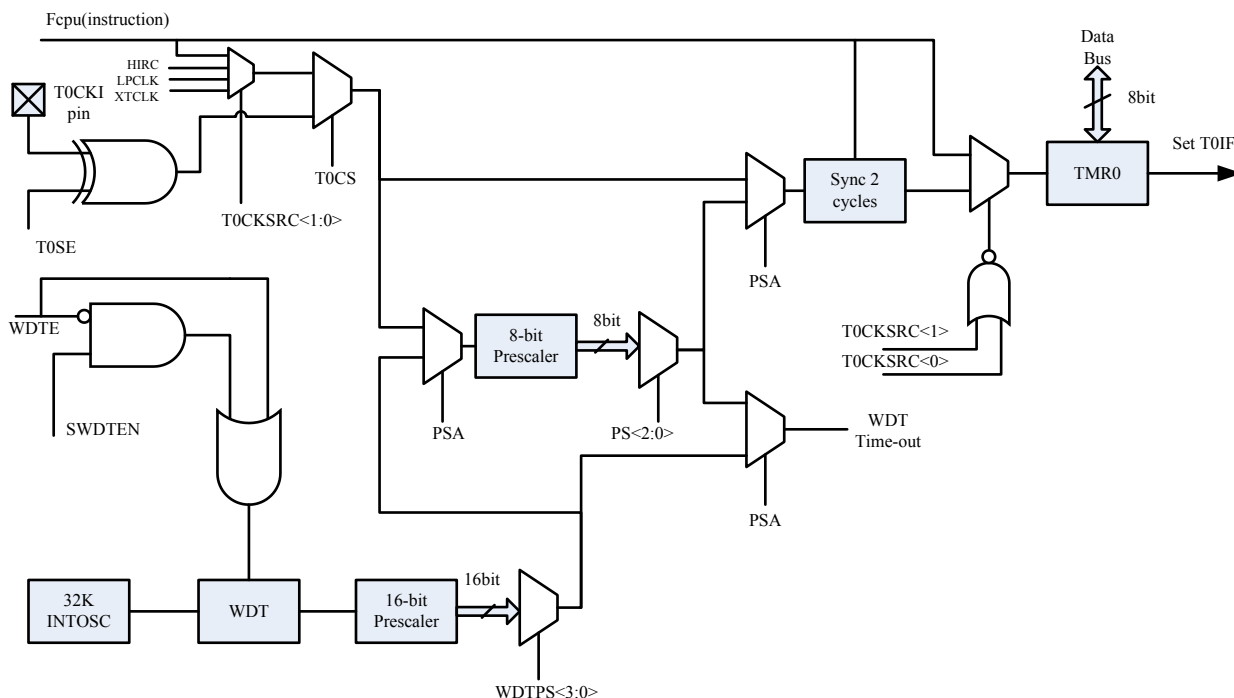 Fcpu(instruction)
HIRC
LPCLK
XTCLK
T0CKI
pin
T0CS
T0CKSRC<1:0>
T0SE
Data
Bus
8bit
Set T0IF
TMR0
Sync 2
cycles
PSA
WDTE
SWDTEN
8-bit
Prescaler
8bit
PSA
PS<2:0>
T0CKSRC<1>
T0CKSRC<0>
WDT
Time-out
PSA
32K
INTOSC
WDT
16-bit
Prescaler
16bit
WDTPS<3:0>